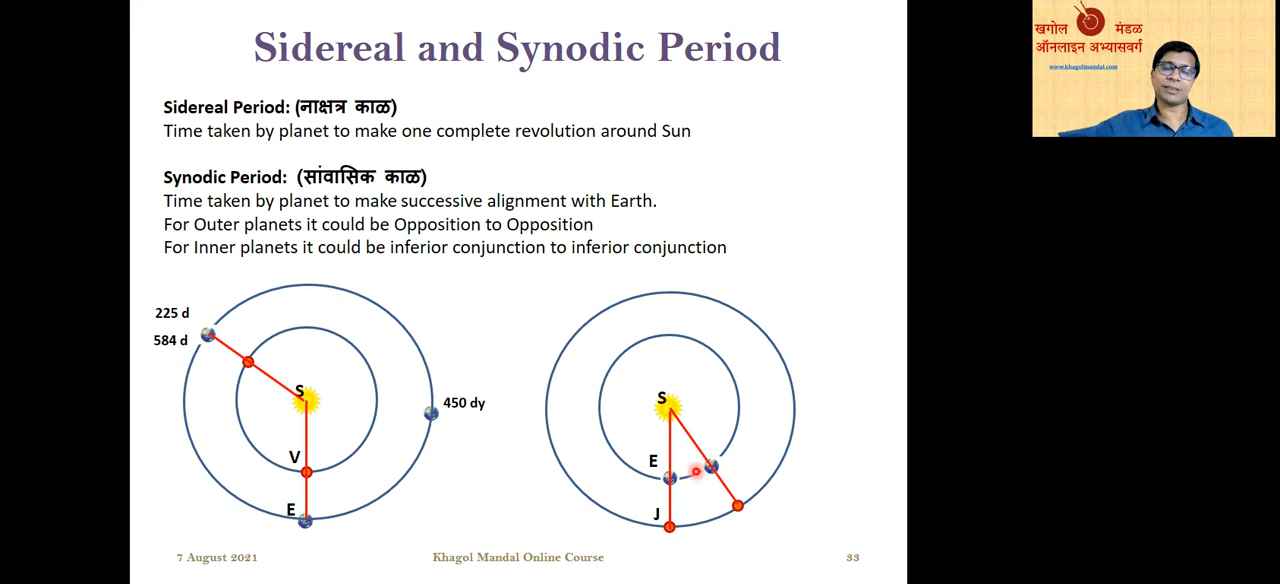 Sidereal and Synodic Period
Sidereal Period: (नाक्षत्र काळ)
Time taken by planet to make one complete revolution around Sun
Synodic Period: (सांवासिक काळ)
Time taken by planet to make successive alignment with Earth.
For Outer planets it could be Opposition to Opposition
For Inner planets it could be inferior conjunction to inferior conjunction
225 d
584 d
S
450 dy
V
E
S
E
J
7 August 2021
Khagol Mandal Online Course
33
खगोल मंडळ
ऑनलाइन अभ्यासवर्ग
www.khagolmandal.com